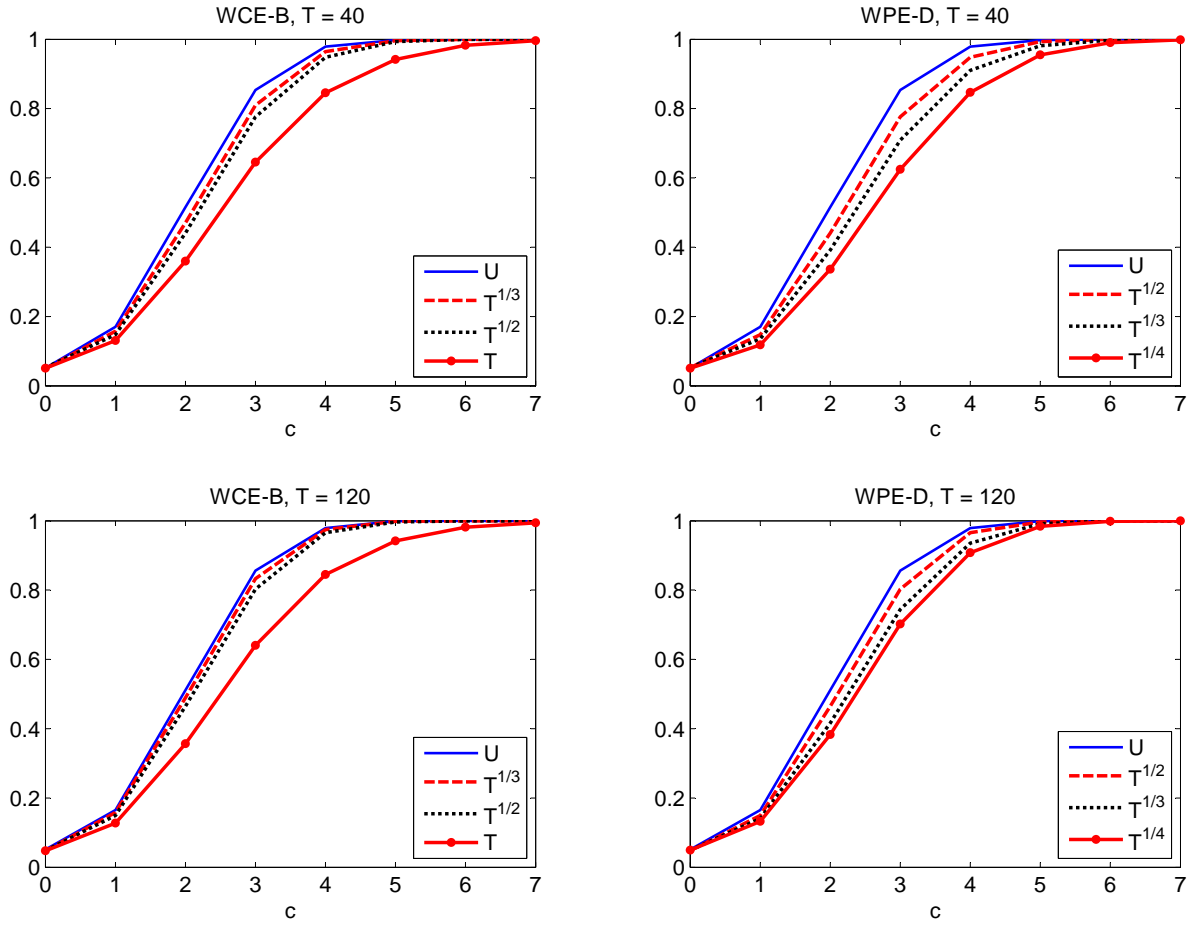 WCE-B, T = 40
1
0.8
0.6
0.4
0.2
0
0 1 2 3 4 5 6 7
c
U
T^{1/3}
T^{1/2}
T
WPE-D, T = 40
1
0.8
0.6
0.4
0.2
0
0 1 2 3 4 5 6 7
c
U
T^{1/2}
T^{1/3}
T^{1/4}
WCE-B, T = 120
1
0.8
0.6
0.4
0.2
0
0 1 2 3 4 5 6 7
c
U
T^{1/3}
T^{1/2}
T
WPE-D, T = 120
1
0.8
0.6
0.4
0.2
0
0 1 2 3 4 5 6 7
c
U
T^{1/2}
T^{1/3}
T^{1/4}